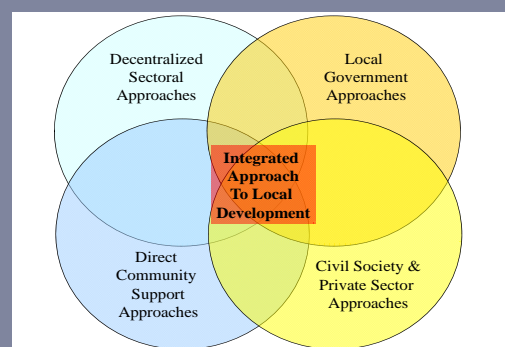 Decentralized
Sectoral
Approaches
Local
Government
Approaches
Integrated
Approach
To Local
Development
Direct
Community
Support
Approaches
Civil Society &
Private Sector
Approaches